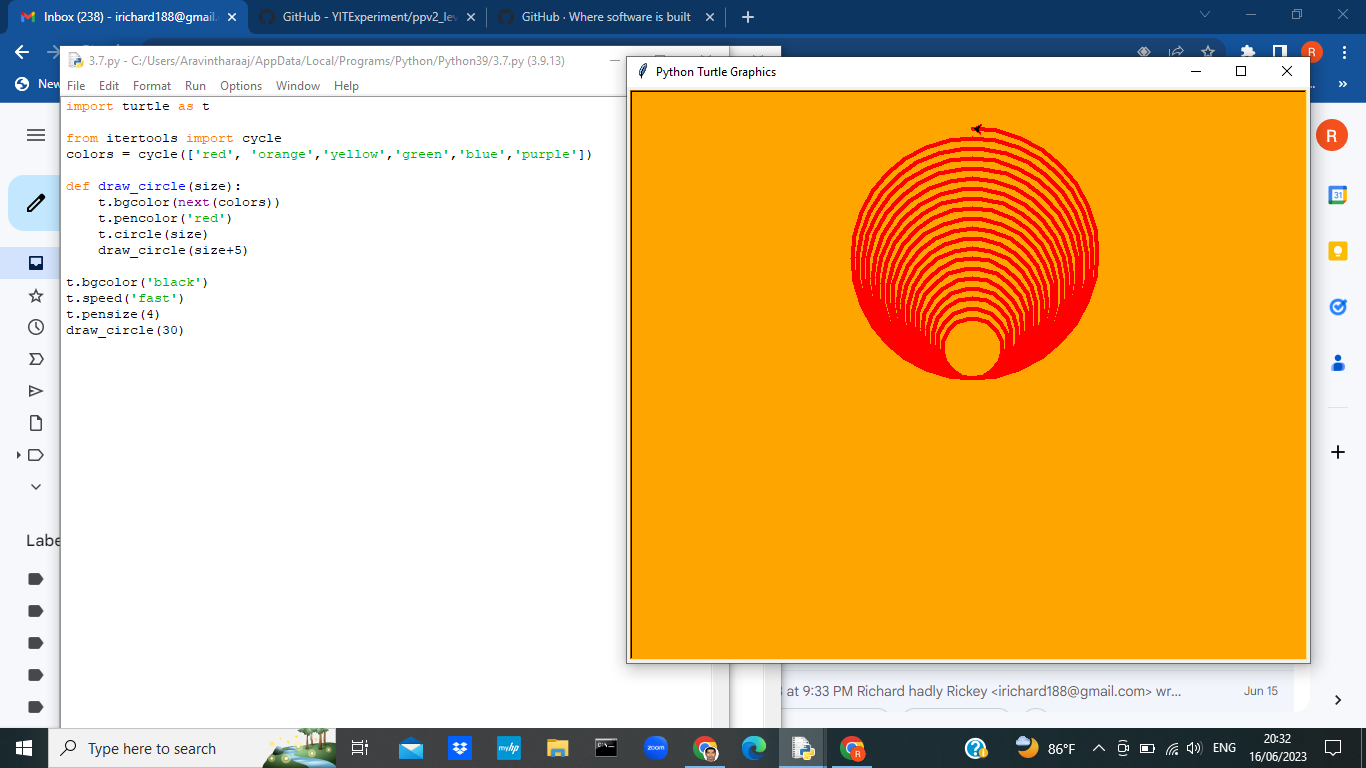 Inbox (238) - irichard188@gmail.
GitHub - YITExperiment/ppv2_lev
GitHub · Where software is built
3.7.py - C:/Users/Aravintharaaj/AppData/Local/Programs/Python/Python39/3.7.py (3.9.13)
File Edit Format Run Options Window Help
import turtle as t
from itertools import cycle
colors = cycle(['red', 'orange','yellow','green','blue','purple'])
def draw_circle(size):
    t.bgcolor(next(colors))
    t.pencolor('red')
    t.circle(size)
    draw_circle(size+5)
t.bgcolor('black')
t.speed('fast')
t.pensize(4)
draw_circle(30)
Python Turtle Graphics
R
New
»
R
31
Labe
at 9:33 PM Richard hadly Rickey <irichard188@gmail.com> wr...
Jun 15
Type here to search
myhp
zoom
R
86°F
ENG
20:32
16/06/2023